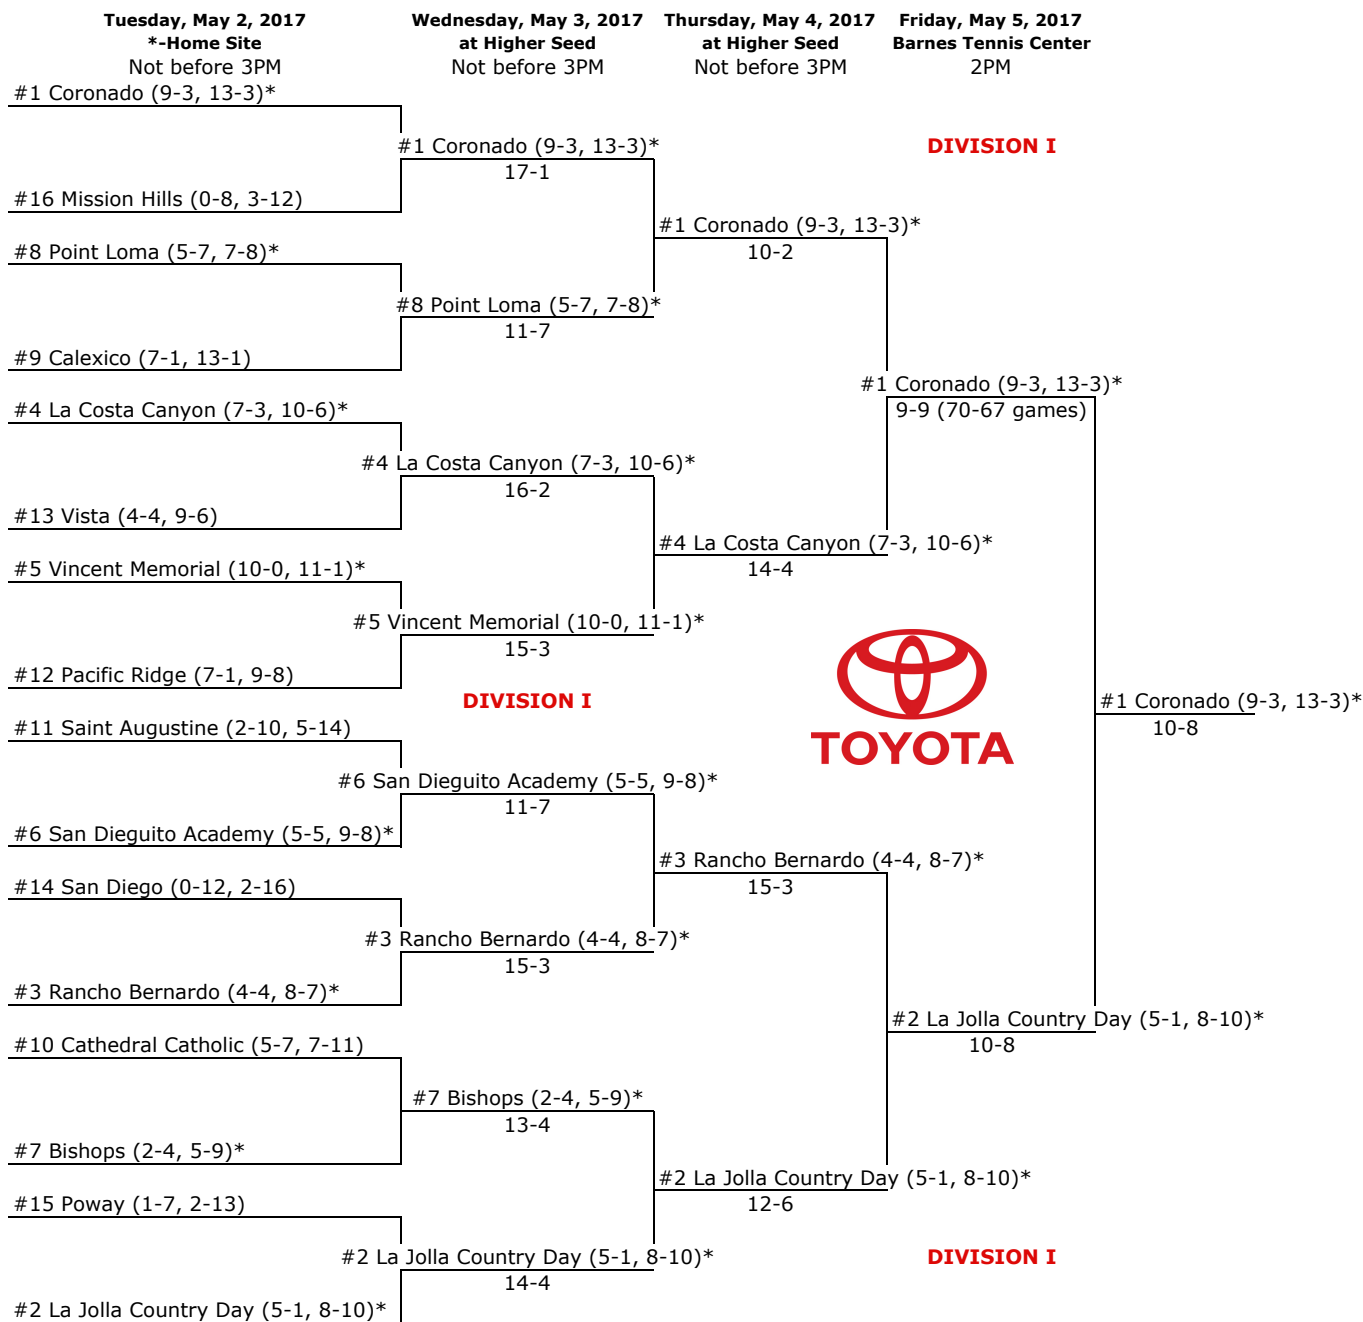 Tuesday, May 2, 2017
*-Home Site
Not before 3PM
Wednesday, May 3, 2017
at Higher Seed
Not before 3PM
Thursday, May 4, 2017
at Higher Seed
Not before 3PM
Friday, May 5, 2017
Barnes Tennis Center
2PM
#1 Coronado (9-3, 13-3)*
#1 Coronado (9-3, 13-3)*
17-1
DIVISION I
#16 Mission Hills (0-8, 3-12)
#1 Coronado (9-3, 13-3)*
10-2
#8 Point Loma (5-7, 7-8)*
#8 Point Loma (5-7, 7-8)*
11-7
#9 Calexico (7-1, 13-1)
#1 Coronado (9-3, 13-3)*
9-9 (70-67 games)
#4 La Costa Canyon (7-3, 10-6)*
#4 La Costa Canyon (7-3, 10-6)*
16-2
#13 Vista (4-4, 9-6)
#4 La Costa Canyon (7-3, 10-6)*
14-4
#5 Vincent Memorial (10-0, 11-1)*
#5 Vincent Memorial (10-0, 11-1)*
15-3
#12 Pacific Ridge (7-1, 9-8)
DIVISION I
#1 Coronado (9-3, 13-3)*
10-8
TOYOTA
#11 Saint Augustine (2-10, 5-14)
#6 San Dieguito Academy (5-5, 9-8)*
11-7
#6 San Dieguito Academy (5-5, 9-8)*
#3 Rancho Bernardo (4-4, 8-7)*
15-3
#14 San Diego (0-12, 2-16)
#3 Rancho Bernardo (4-4, 8-7)*
15-3
#3 Rancho Bernardo (4-4, 8-7)*
#2 La Jolla Country Day (5-1, 8-10)*
10-8
#10 Cathedral Catholic (5-7, 7-11)
#7 Bishops (2-4, 5-9)*
13-4
#7 Bishops (2-4, 5-9)*
#2 La Jolla Country Day (5-1, 8-10)*
12-6
#15 Poway (1-7, 2-13)
#2 La Jolla Country Day (5-1, 8-10)*
14-4
DIVISION I
#2 La Jolla Country Day (5-1, 8-10)*